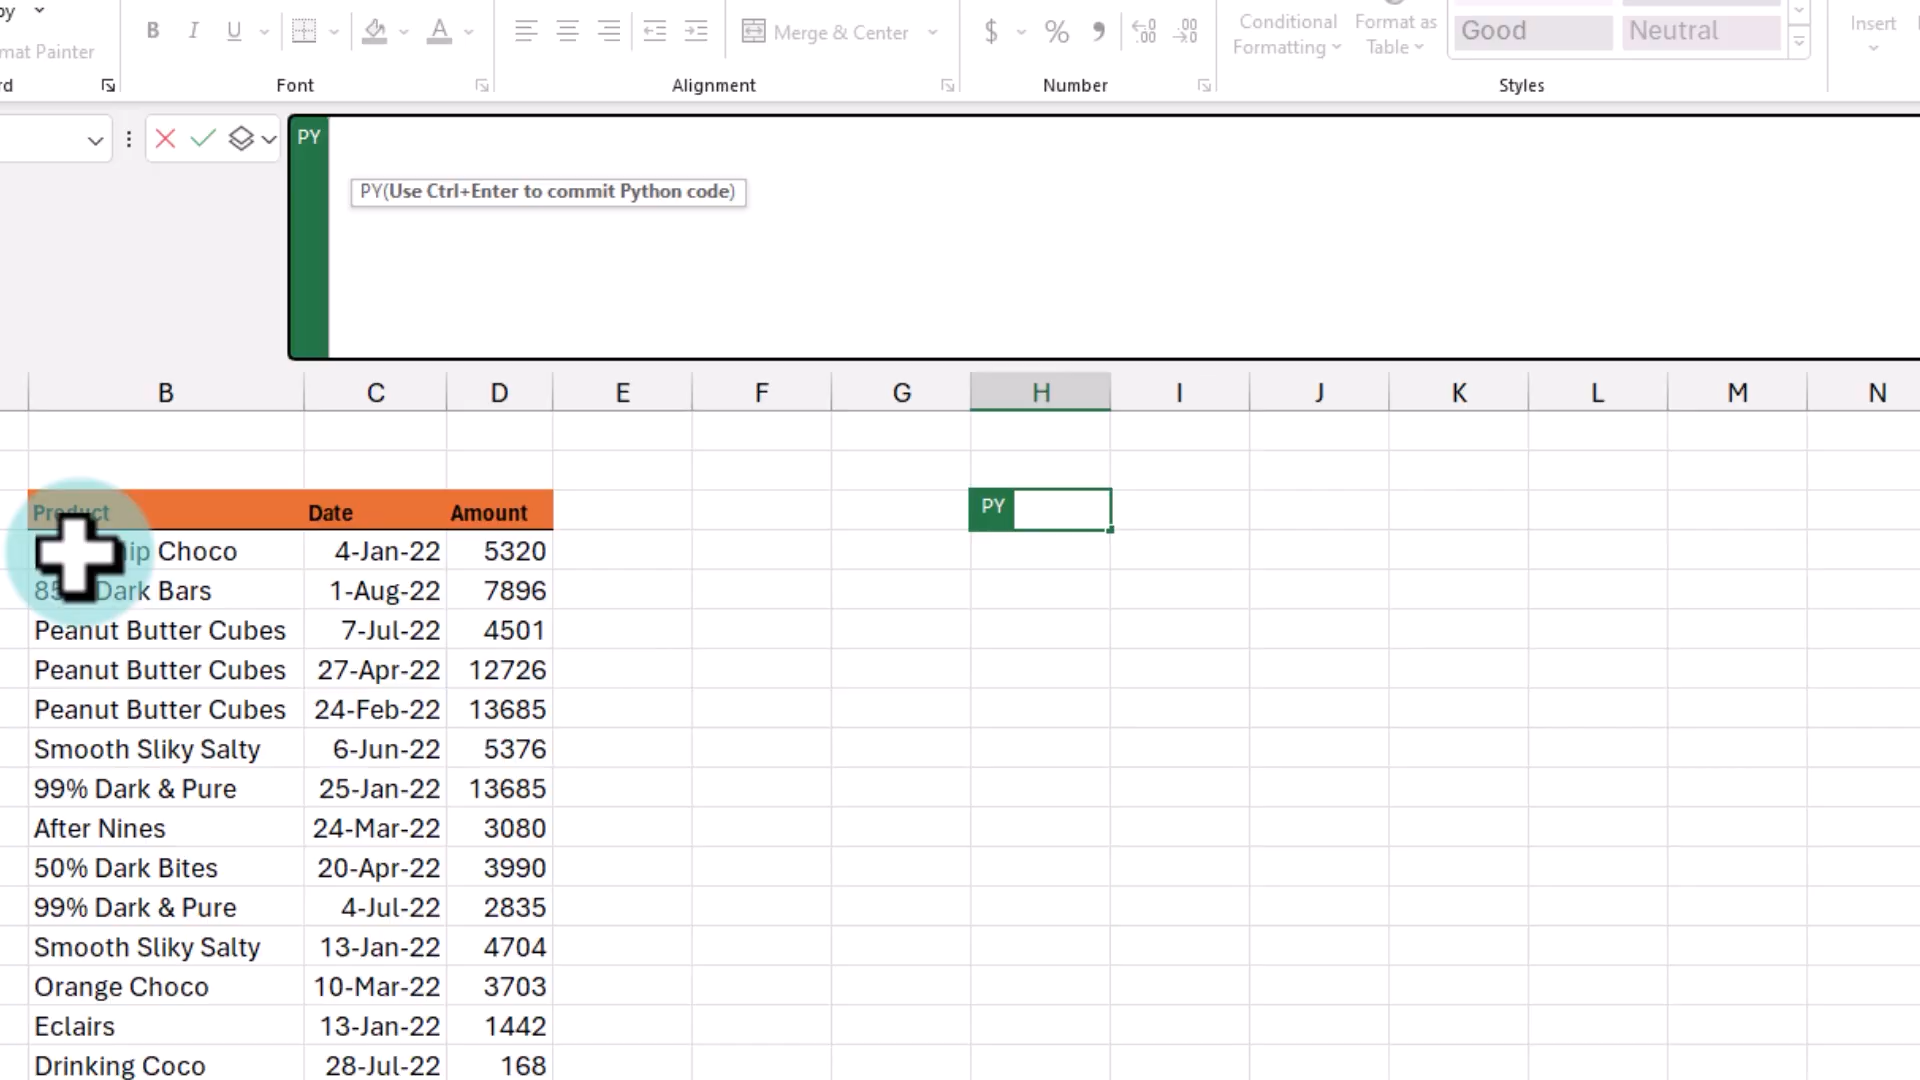 py
B I U A Merge & Center $ % 9 Conditional Formatting Format as Table Good Neutral Insert
mat Painter
rd Font Alignment Number Styles
PY
PY(Use Ctrl+Enter to commit Python code)
B C D E F G H I J K L M N
Product Date Amount PY
Choco 4-Jan-22 5320
Dark Bars 1-Aug-22 7896
Peanut Butter Cubes 7-Jul-22 4501
Peanut Butter Cubes 27-Apr-22 12726
Peanut Butter Cubes 24-Feb-22 13685
Smooth Sliky Salty 6-Jun-22 5376
99% Dark & Pure 25-Jan-22 13685
After Nines 24-Mar-22 3080
50% Dark Bites 20-Apr-22 3990
99% Dark & Pure 4-Jul-22 2835
Smooth Sliky Salty 13-Jan-22 4704
Orange Choco 10-Mar-22 3703
Eclairs 13-Jan-22 1442
Drinking Coco 28-Jul-22 168